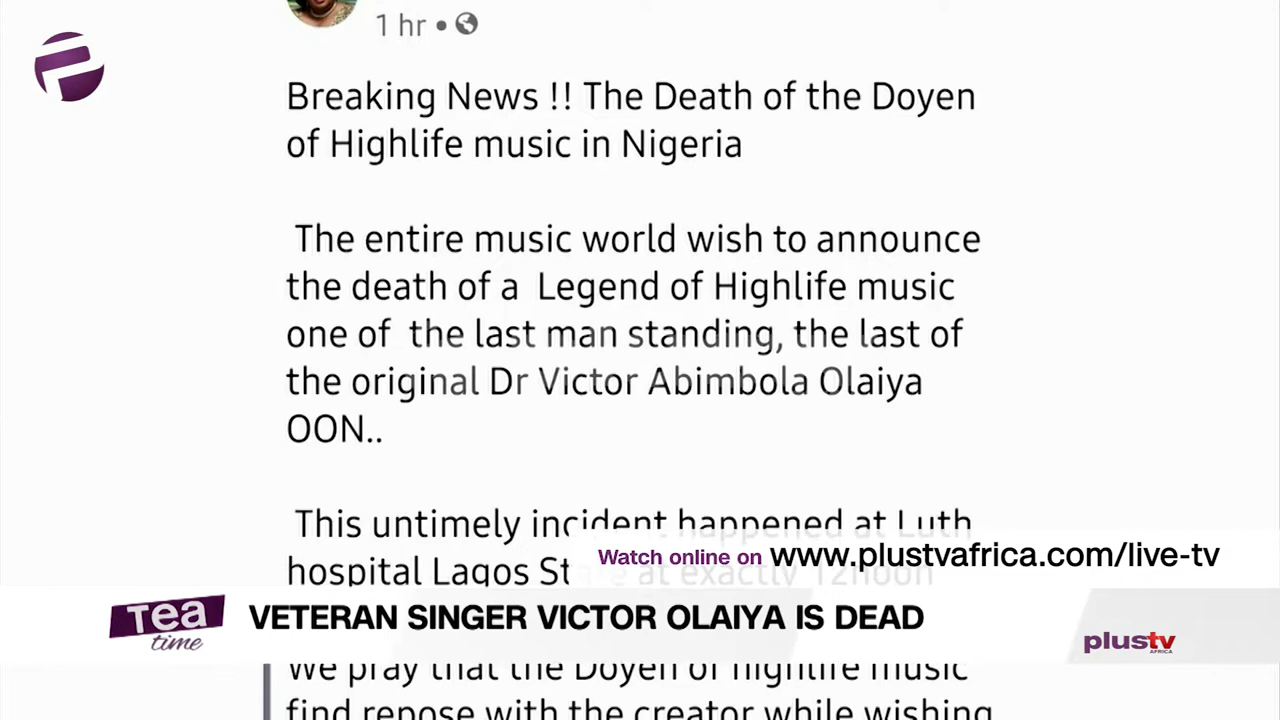 1 hr •
Breaking News !! The Death of the Doyen
of Highlife music in Nigeria
The entire music world wish to announce
the death of a Legend of Highlife music
one of the last man standing, the last of
the original Dr Victor Abimbola Olaiya
OON..
This untimely incident happened at Luth
hospital Lagos State at exactly 12noon
Watch online on www.plustvafrica.com/live-tv
Tea
time
VETERAN SINGER VICTOR OLAIYA IS DEAD
plustv
AFRICA
We pray that the Doyen of highlife music
find repose with the creator while wishing